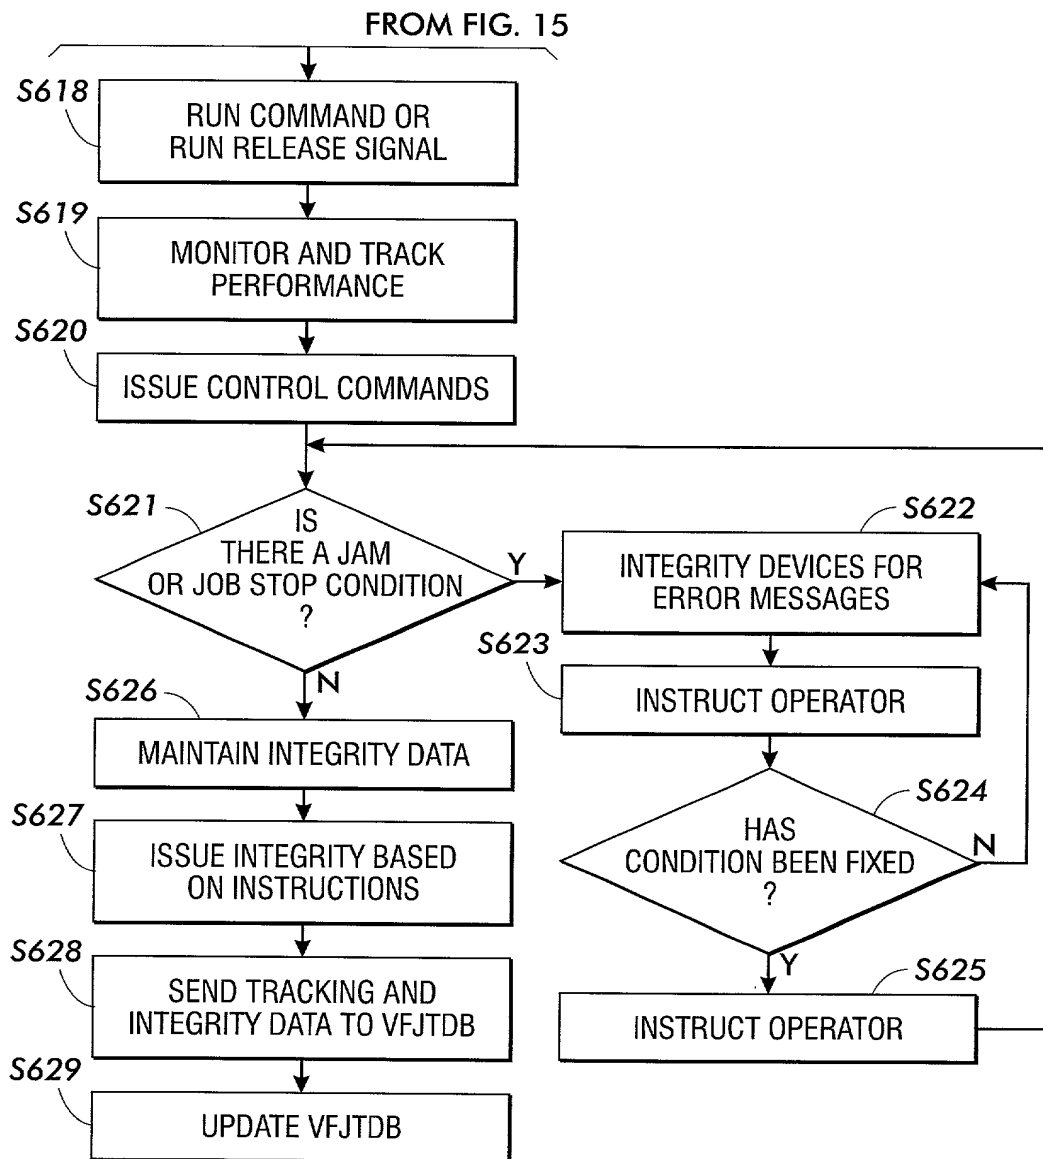 FROM FIG. 15
S618
RUN COMMAND OR
RUN RELEASE SIGNAL
S619
MONITOR AND TRACK
PERFORMANCE
S620
ISSUE CONTROL COMMANDS
S621
IS
THERE A JAM
OR JOB STOP CONDITION
?
Y
N
S622
INTEGRITY DEVICES FOR
ERROR MESSAGES
S623
INSTRUCT OPERATOR
S624
HAS
CONDITION BEEN FIXED
?
N
Y
S625
INSTRUCT OPERATOR
S626
MAINTAIN INTEGRITY DATA
S627
ISSUE INTEGRITY BASED
ON INSTRUCTIONS
S628
SEND TRACKING AND
INTEGRITY DATA TO VFJTDB
S629
UPDATE VFJTDB